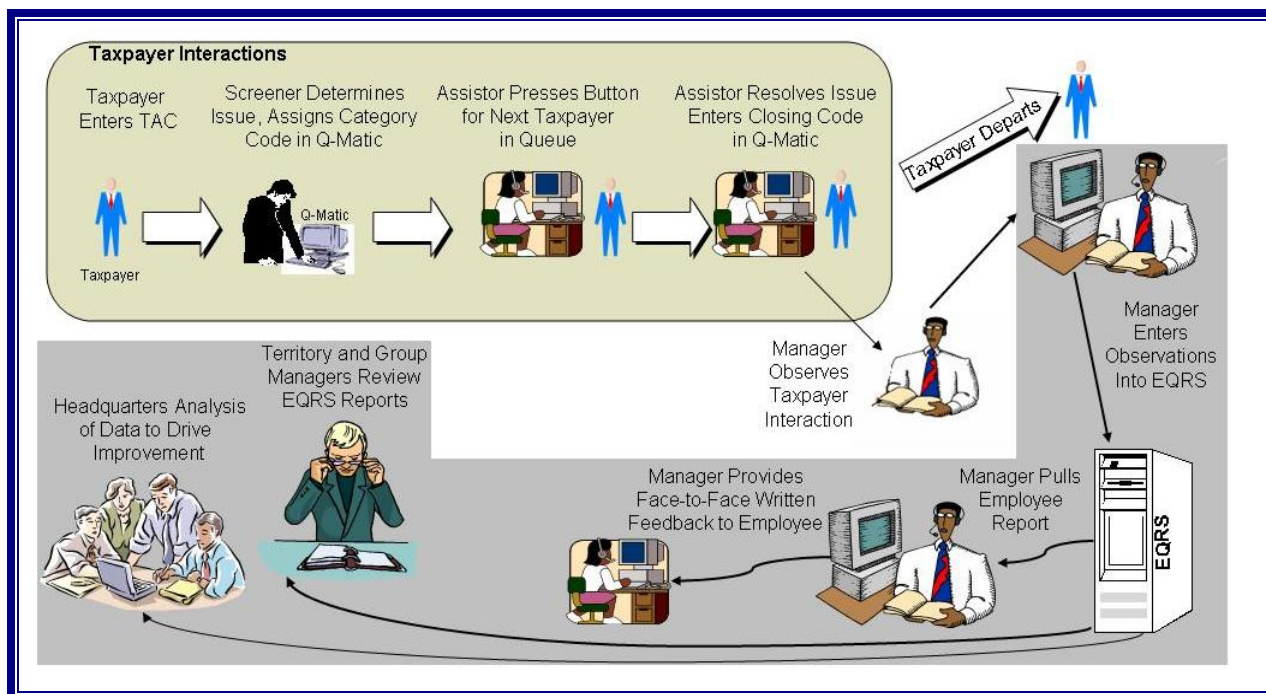 Taxpayer Interactions
Taxpayer
Enters TAC
Screener Determines
Issue, Assigns Category
Code in Q-Matic
Assistor Presses Button
for Next Taxpayer
in Queue
Assistor Resolves Issue
Enters Closing Code
in Q-Matic
Taxpayer Departs
Q-Matic
Taxpayer
Manager
Enters
Observations
Into EQRS
Manager
Observes
Taxpayer
Interaction
Territory and Group
Managers Review
EQRS Reports
Headquarters Analysis
of Data to Drive
Improvement
Manager Provides
Face-to-Face Written
Feedback to Employee
Manager Pulls
Employee
Report
EQRS